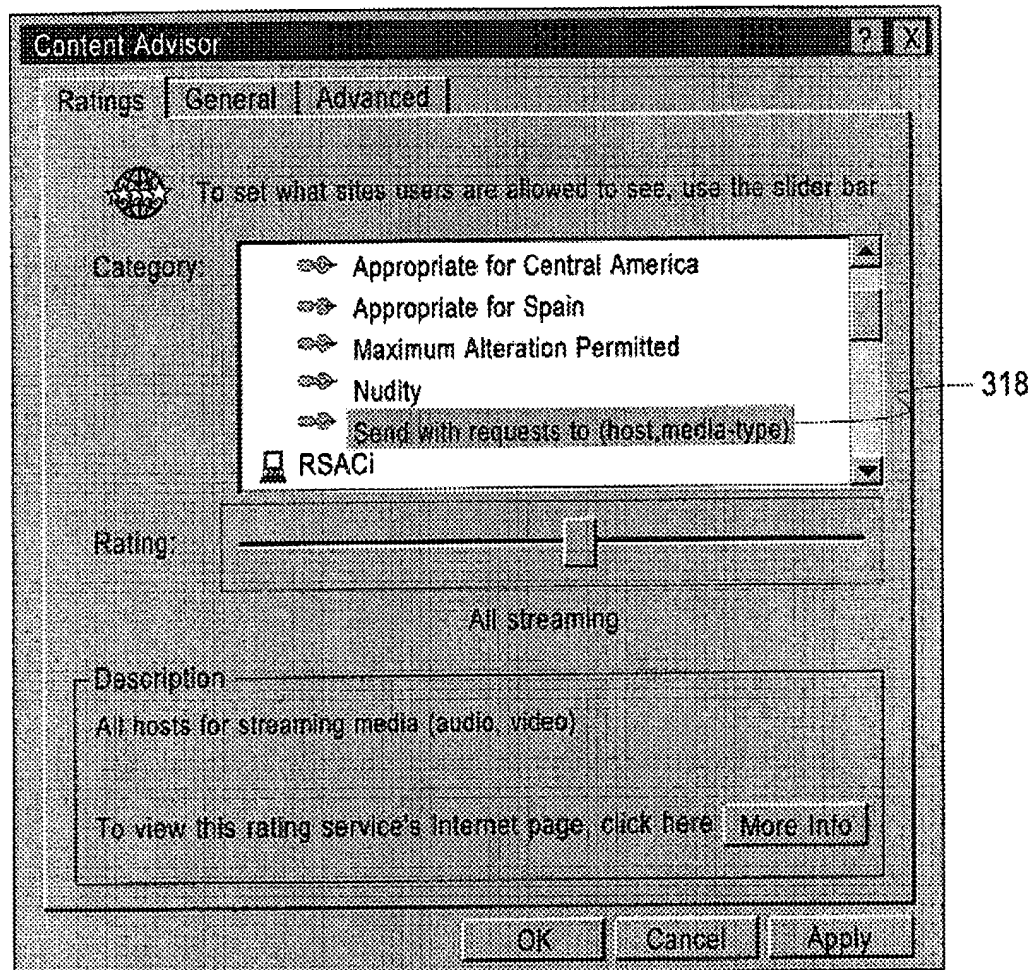 Content Advisor ? X
Ratings General Advanced
To set what sites users are allowed to see, use the slider bar
Category:
Appropriate for Central America
Appropriate for Spain
Maximum Alteration Permitted
Nudity
Send with requests to (host,media-type)
318
RSACi
Rating:
All streaming
Description
All hosts for streaming media (audio, video)
To view this rating service's Internet page, click here More Info
OK Cancel Apply